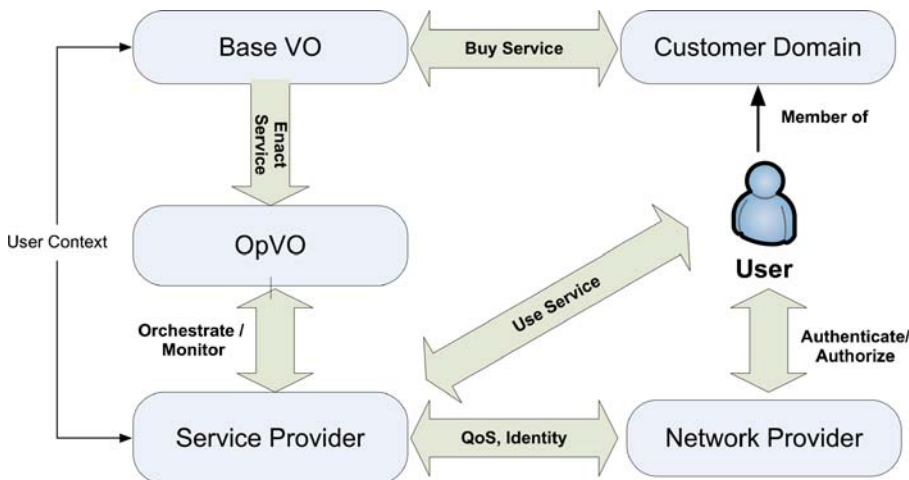 Base VO
Buy Service
Customer Domain
Enact
Service
Member of
User Context
OpVO
User
Use Service
Orchestrate /
Monitor
Authenticate/
Authorize
Service Provider
QoS, Identity
Network Provider